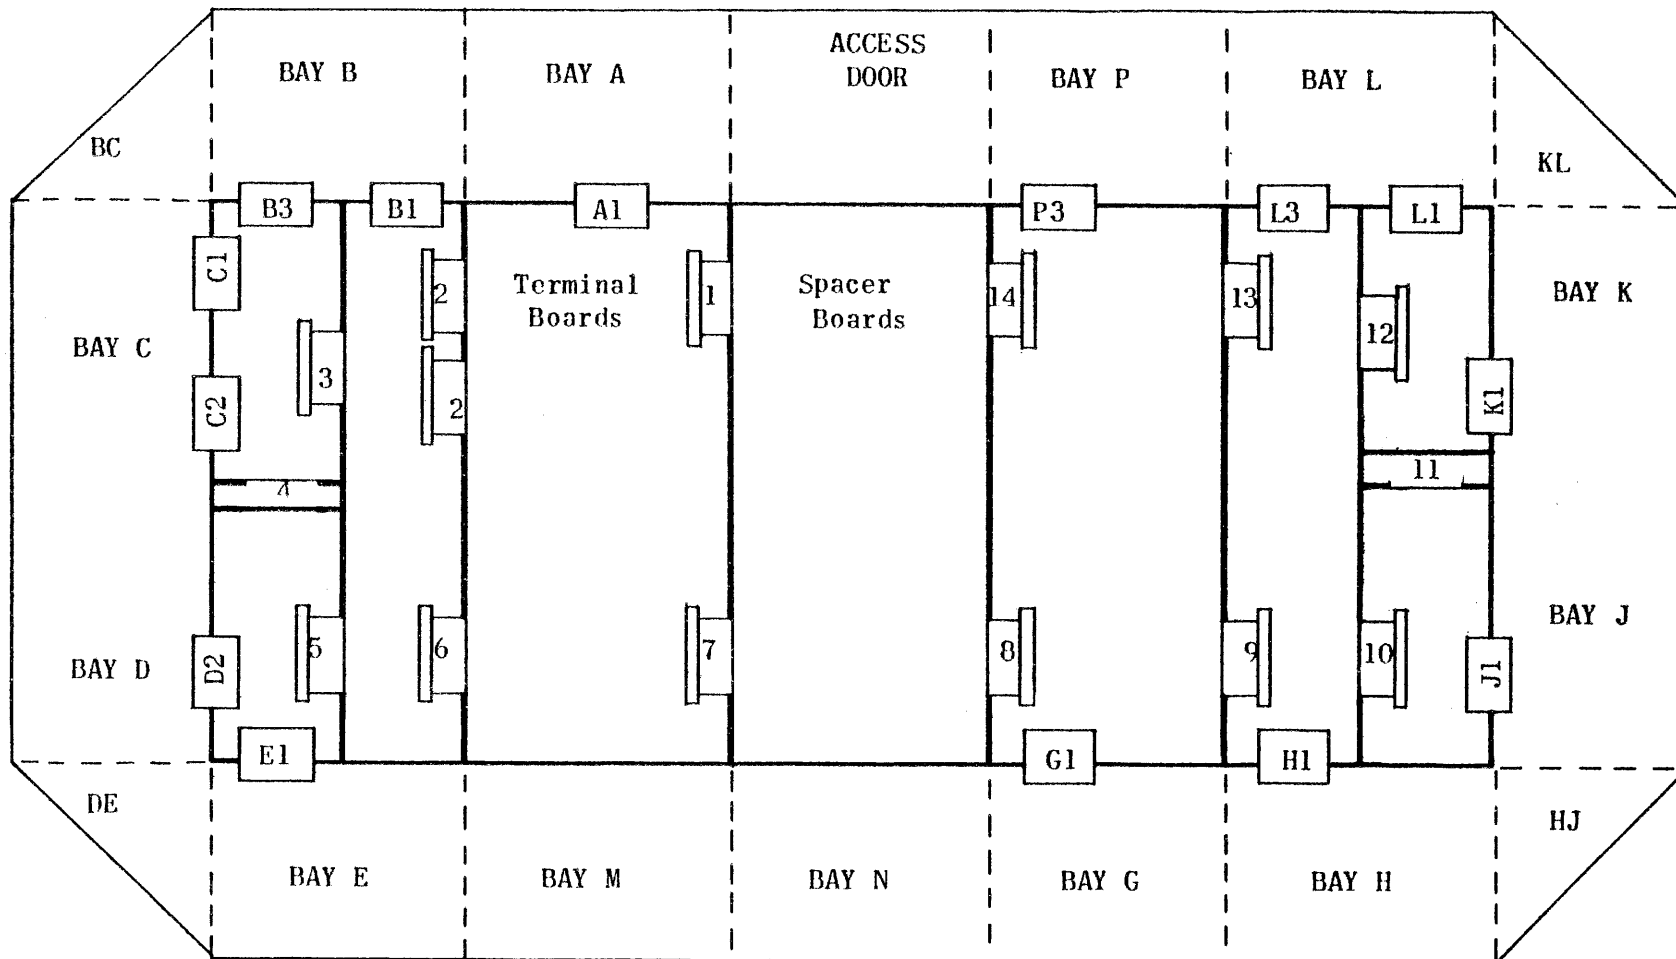 ACCESS
DOOR
BAY B
BAY A
BAY P
BAY L
BC
KL
B3
B1
A1
P3
L3
L1
C1
2
Terminal
Boards
1
Spacer
Boards
14
13
12
BAY K
BAY C
3
C2
2
K1
4
11
BAY D
D2
5
6
7
8
9
10
J1
BAY J
E1
G1
H1
DE
HJ
BAY E
BAY M
BAY N
BAY G
BAY H